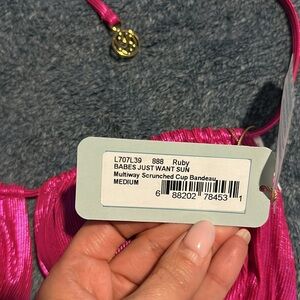 L707L39 888 Ruby
BABES JUST WANT SUN
Multiway Scrunched Cup Bandeau
MEDIUM
6 88202 78453 1